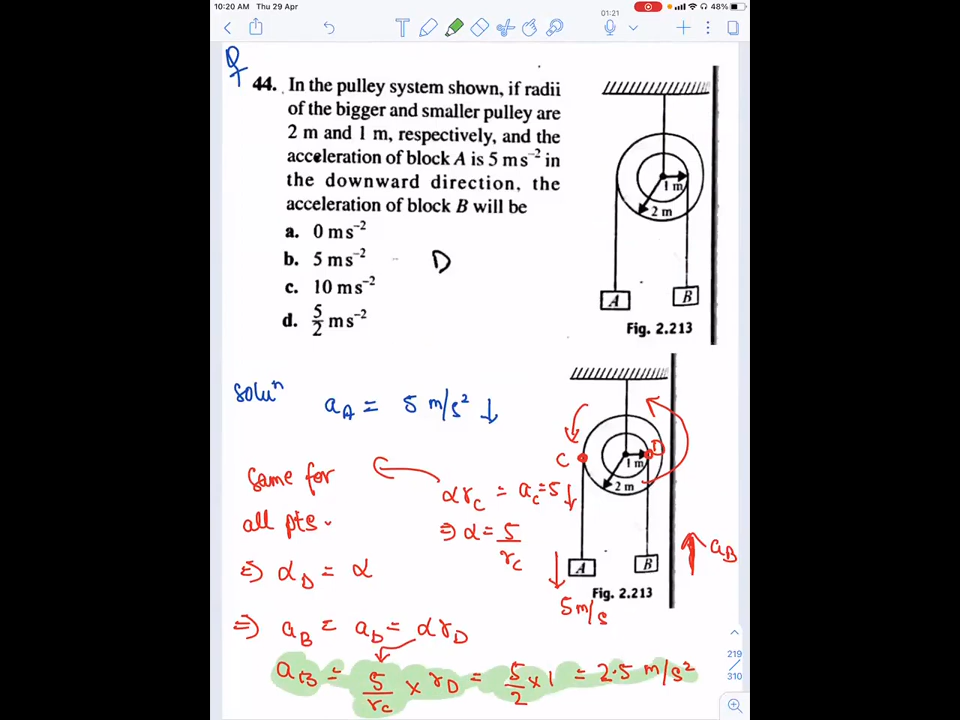 10:20 AM Thu 29 Apr
48%
01:21
T
Q
44. In the pulley system shown, if radii
of the bigger and smaller pulley are
2 m and 1 m, respectively, and the
acceleration of block A is 5 ms⁻² in
the downward direction, the
acceleration of block B will be
a. 0 ms⁻²
b. 5 ms⁻²
c. 10 ms⁻²
d. 5/2 ms⁻²
D
1 m
2 m
A
B
Fig. 2.213
Soluⁿ
a_A = 5 m/s² ↓
C
D
1 m
2 m
A
B
Fig. 2.213
5 m/s
a_B
Same for
all pts.
αr_C = a_C = 5 ↓
⇒ α = 5/r_C
⇒ α_D = α
⇒ a_B = a_D = αr_D
a_B = 5/r_C × r_D = 5/2 × 1 = 2.5 m/s²
219
/
310